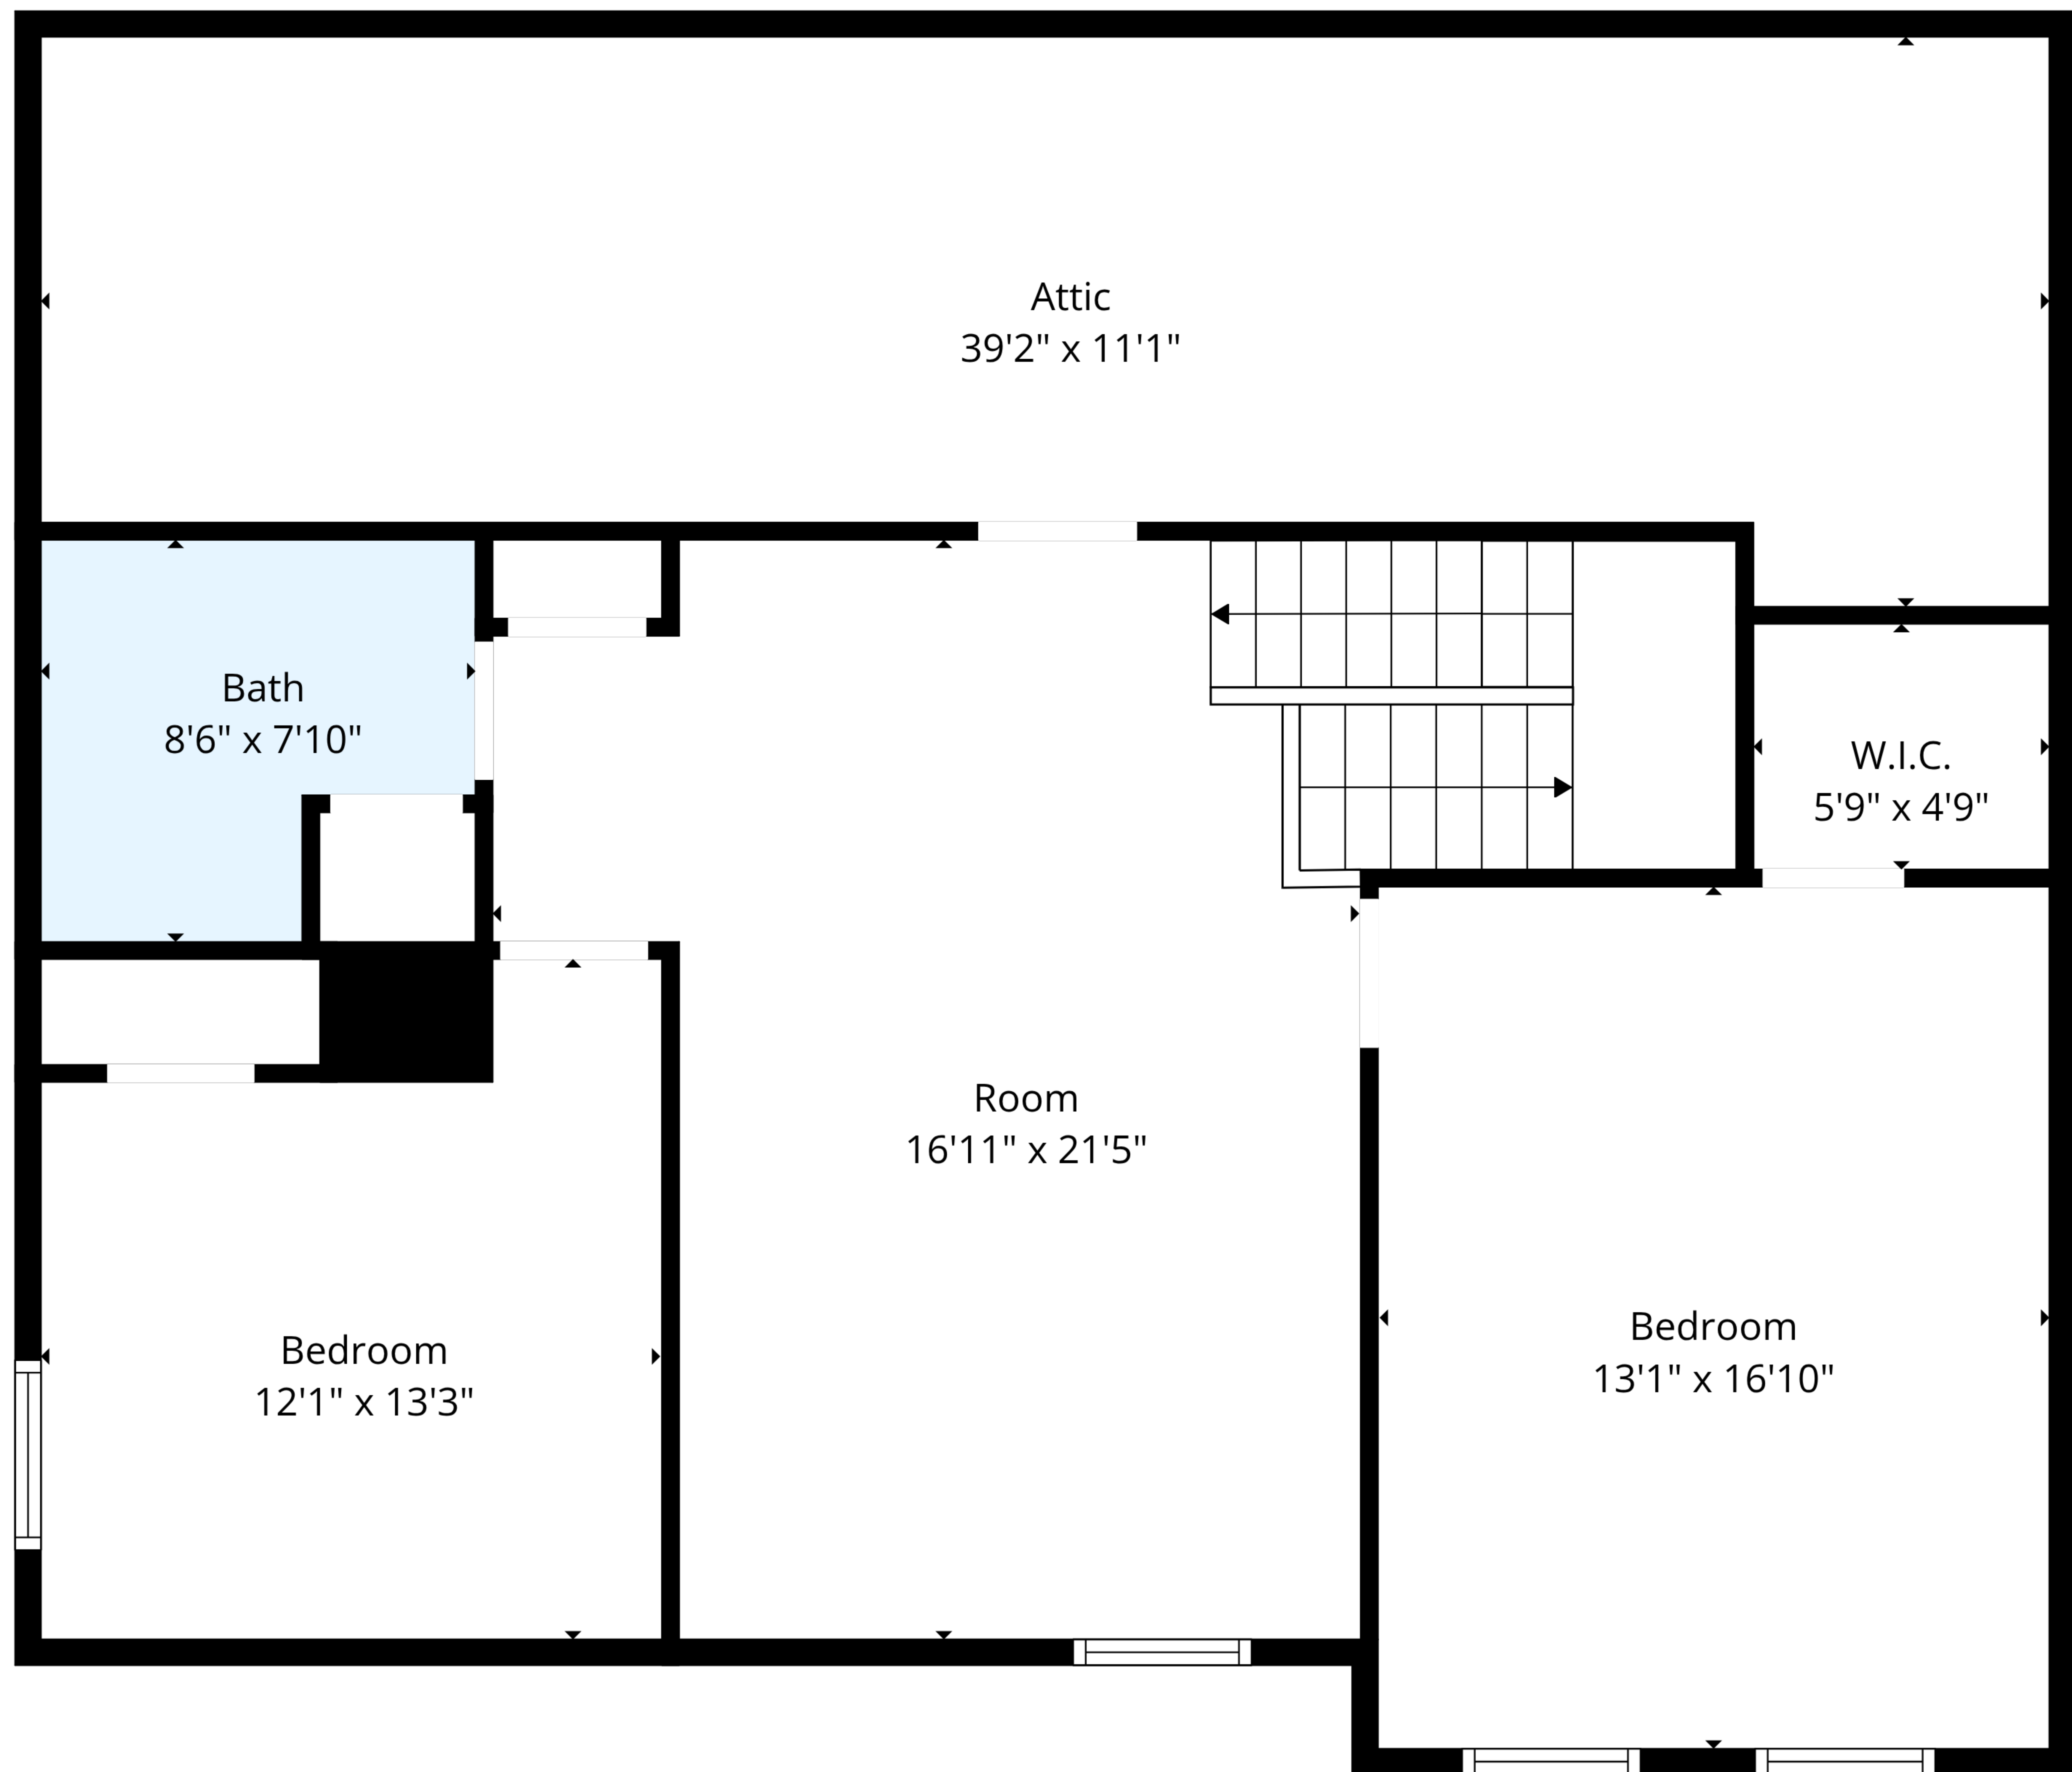 Attic
39'2" x 11'1"
Bath
8'6" x 7'10"
W.I.C.
5'9" x 4'9"
Room
16'11" x 21'5"
Bedroom
12'1" x 13'3"
Bedroom
13'1" x 16'10"